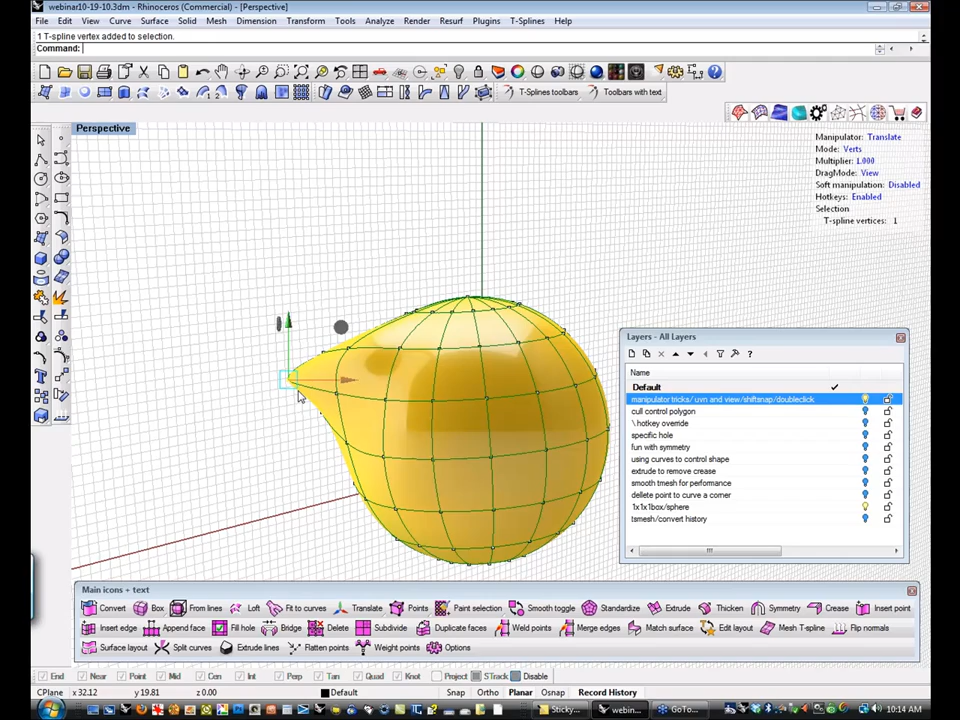 webinar10-19-10.3dm - Rhinoceros (Commercial) - [Perspective]
File Edit View Curve Surface Solid Mesh Dimension Transform Tools Analyze Render Resurf Plugins T-Splines Help
1 T-spline vertex added to selection.
Command:
T-Splines toolbars Toolbars with text
Perspective
Manipulator: Translate
Mode: Verts
Multiplier: 1.000
DragMode: View
Soft manipulation: Disabled
Hotkeys: Enabled
Selection
T-spline vertices: 1
Layers - All Layers
Name
Default
manipulator tricks/ uvn and view/shiftsnap/doubleclick
cull control polygon
\ hotkey override
specific hole
fun with symmetry
using curves to control shape
extrude to remove crease
smooth tmesh for performance
dellete point to curve a corner
1x1x1box/sphere
tsmesh/convert history
Main icons + text
Convert Box From lines Loft Fit to curves Translate Points Paint selection Smooth toggle Standardize Extrude Thicken Symmetry Crease Insert point
Insert edge Append face Fill hole Bridge Delete Subdivide Duplicate faces Weld points Merge edges Match surface Edit layout Mesh T-spline Flip normals
Surface layout Split curves Extrude lines Flatten points Weight points Options
End Near Point Mid Cen Int Perp Tan Quad Knot Project STrack Disable
CPlane x 32.12 y 19.81 z 0.00 Default Snap Ortho Planar Osnap Record History
Sticky... webin... GoTo... 10:14 AM